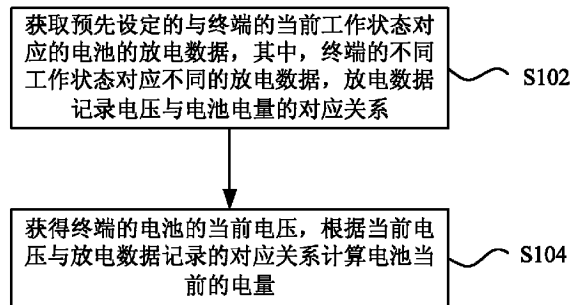 获取预先设定的与终端的当前工作状态对
应的电池的放电数据，其中，终端的不同
工作状态对应不同的放电数据，放电数据
记录电压与电池电量的对应关系
S102
获得终端的电池的当前电压，根据当前电
压与放电数据记录的对应关系计算电池当
前的电量
S104